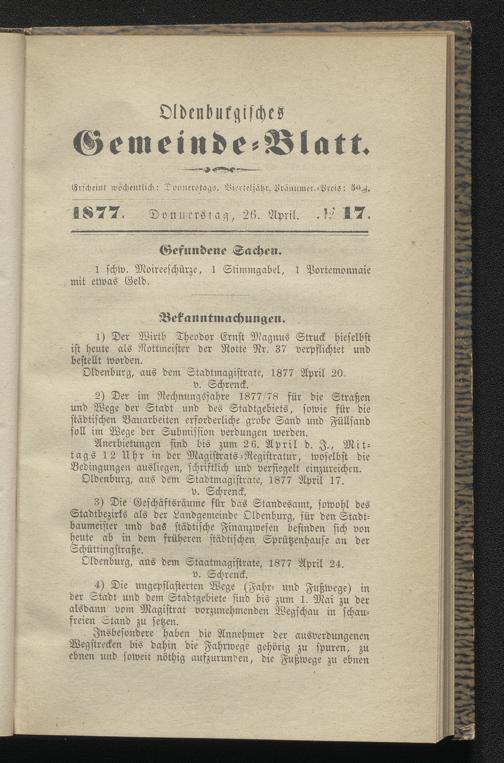 Oldenburgisches
Gemeinde-Blatt.
Erscheint wöchentlich: Donnerstags. Vierteljähr. Pränumer.-Preis: 50 ₰.
1877. Donnerstag, 26. April. № 17.
Gefundene Sachen.
1 schw. Moireeschürze, 1 Stimmgabel, 1 Portemonnaie
mit etwas Geld.
Bekanntmachungen.
1) Der Wirth Theodor Ernst Magnus Struck hieselbst
ist heute als Rottmeister der Rotte Nr. 37 verpflichtet und
bestellt worden.
Oldenburg, aus dem Stadtmagistrate, 1877 April 20.
v. Schrenck.
2) Der im Rechnungsjahre 1877/78 für die Straßen
und Wege der Stadt und des Stadtgebiets, sowie für die
städtischen Bauarbeiten erforderliche grobe Sand und Füllsand
soll im Wege der Submission verdungen werden.
Anerbietungen sind bis zum 26. April d. J., Mit-
tags 12 Uhr in der Magistrats-Registratur, woselbst die
Bedingungen ausliegen, schriftlich und versiegelt einzureichen.
Oldenburg, aus dem Stadtmagistrate, 1877 April 17.
v. Schrenck.
3) Die Geschäftsräume für das Standesamt, sowohl des
Stadtbezirks als der Landgemeinde Oldenburg, für den Stadt-
baumeister und das städtische Finanzwesen befinden sich von
heute ab in dem früheren städtischen Sprützenhause an der
Schüttingstraße.
Oldenburg, aus dem Staatmagistrate, 1877 April 24.
v. Schrenck.
4) Die ungepflasterten Wege (Fahr- und Fußwege) in
der Stadt und dem Stadtgebiete sind bis zum 1. Mai zu der
alsdann vom Magistrat vorzunehmenden Wegschau in schau-
freien Stand zu setzen.
Insbesondere haben die Annehmer der ausverdungenen
Wegstrecken bis dahin die Fahrwege gehörig zu spuren, zu
ebnen und soweit nöthig aufzurunden, die Fußwege zu ebnen